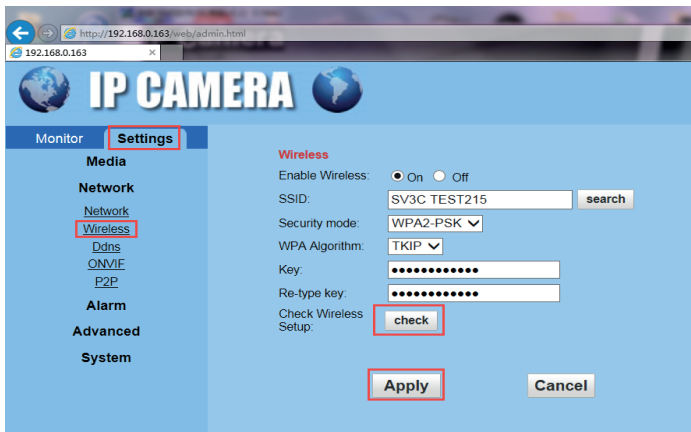 http://192.168.0.163/web/admin.html
192.168.0.163 ×
IP CAMERA
Monitor Settings
Media
Network
Network
Wireless
Ddns
ONVIF
P2P
Alarm
Advanced
System
Wireless
Enable Wireless: On Off
SSID: SV3C TEST215 search
Security mode: WPA2-PSK
WPA Algorithm: TKIP
Key: ●●●●●●●●●●●●
Re-type key: ●●●●●●●●●●●●
Check Wireless
Setup: check
Apply Cancel